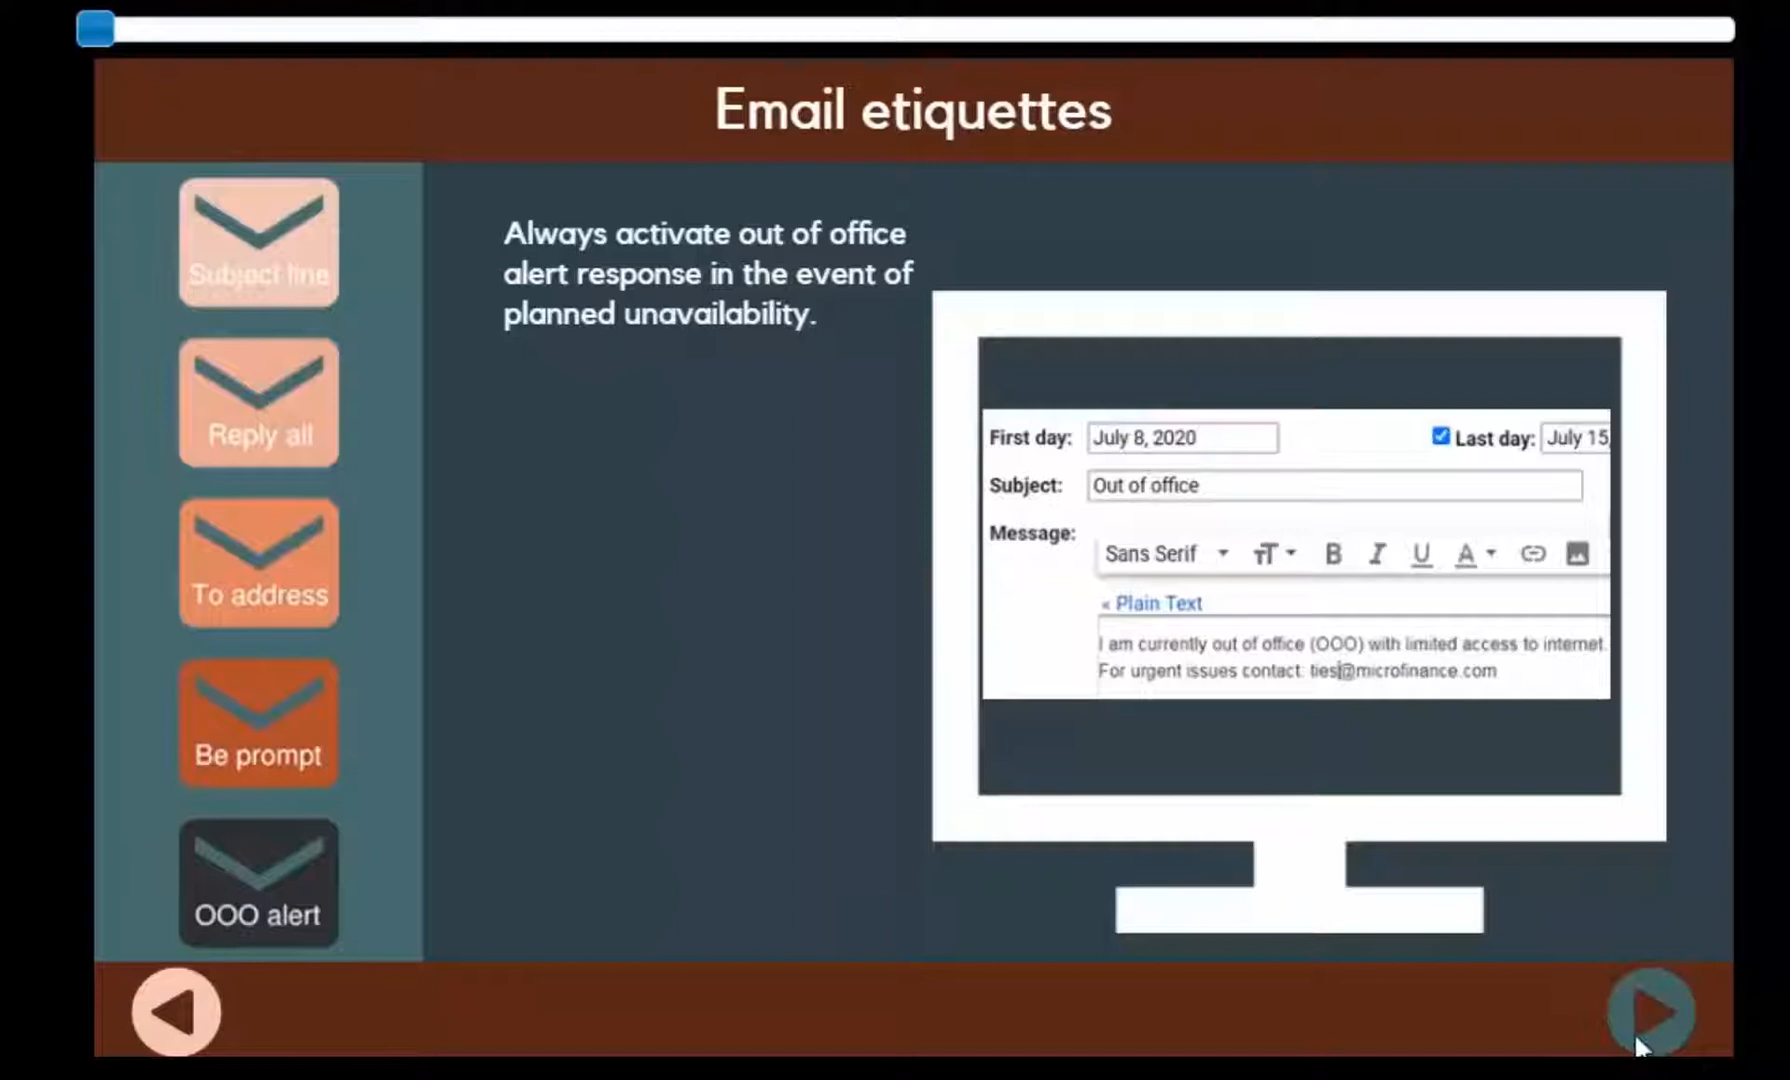 Email etiquettes
Subject line
Reply all
To address
Be prompt
OOO alert
Always activate out of office
alert response in the event of
planned unavailability.
First day: July 8, 2020 Last day: July 15,
Subject: Out of office
Message:
Sans Serif B I U A
« Plain Text
I am currently out of office (OOO) with limited access to internet.
For urgent issues contact: ties@microfinance.com